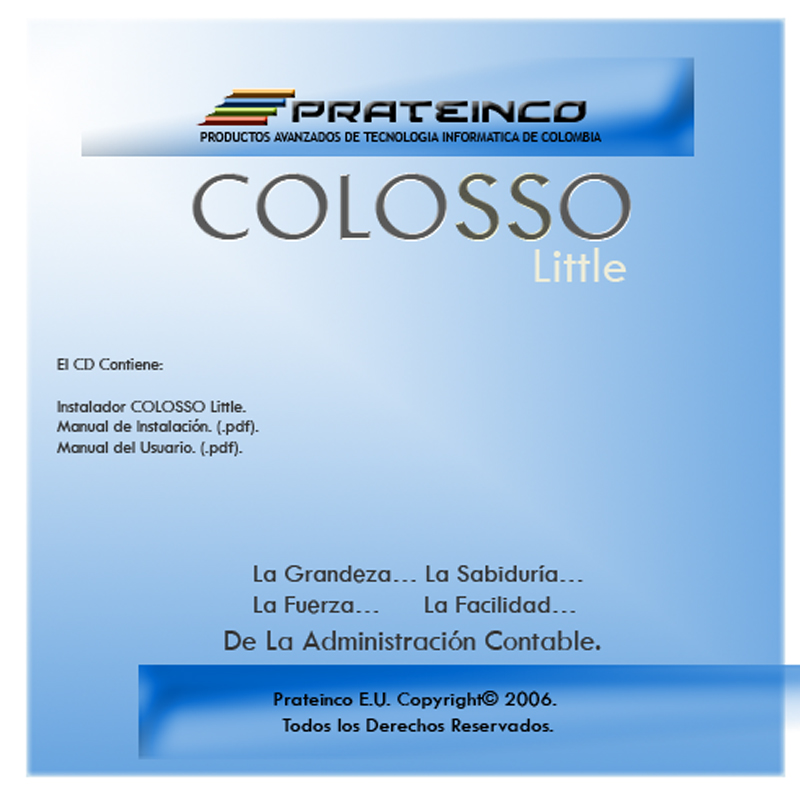 PRATEINCO
PRODUCTOS AVANZADOS DE TECNOLOGIA INFORMATICA DE COLOMBIA
COLOSSO
Little
El CD Contiene:
Instalador COLOSSO Little.
Manual de Instalación. (.pdf).
Manual del Usuario. (.pdf).
La Grandeza... La Sabiduría...
La Fuerza... La Facilidad...
De La Administración Contable.
Prateinco E.U. Copyright© 2006.
Todos los Derechos Reservados.